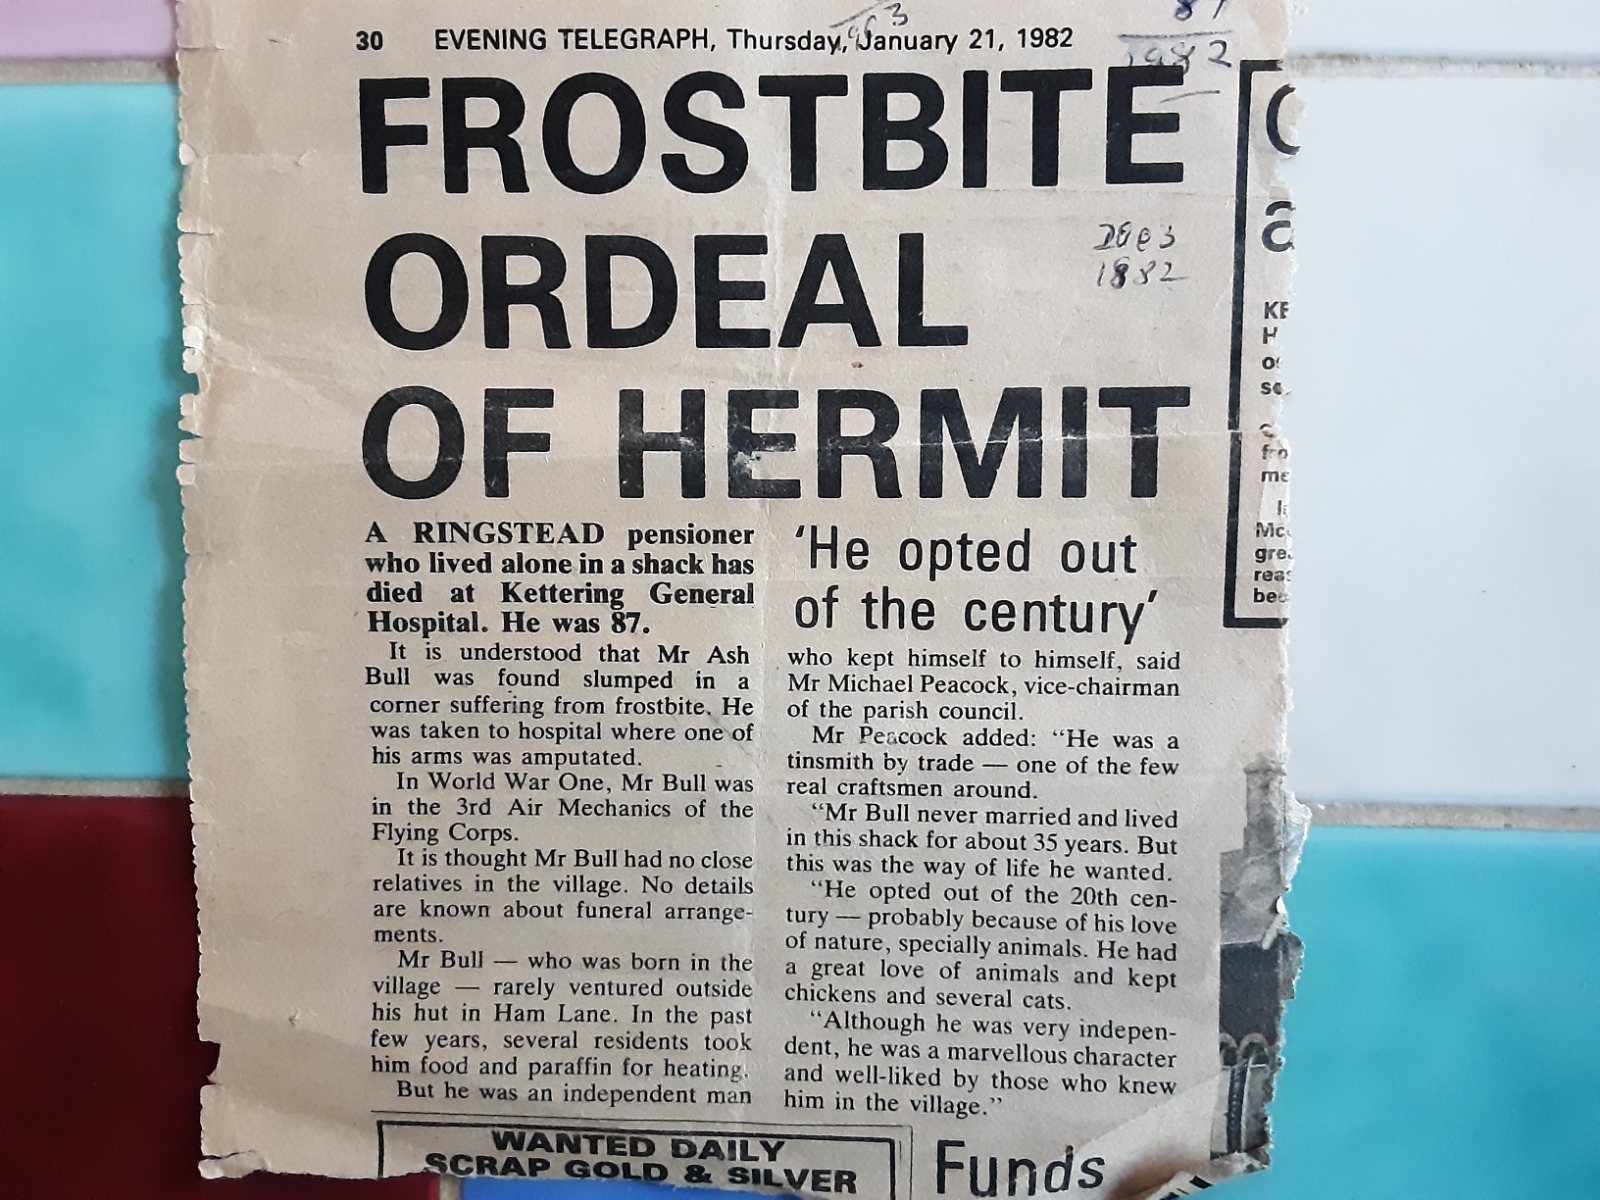 30 EVENING TELEGRAPH, Thursday, January 21, 1982
87
1982
FROSTBITE
ORDEAL
OF HERMIT
1882
A RINGSTEAD pensioner
who lived alone in a shack has
died at Kettering General
Hospital. He was 87.
It is understood that Mr Ash
Bull was found slumped in a
corner suffering from frostbite. He
was taken to hospital where one of
his arms was amputated.
In World War One, Mr Bull was
in the 3rd Air Mechanics of the
Flying Corps.
It is thought Mr Bull had no close
relatives in the village. No details
are known about funeral arrange-
ments.
Mr Bull — who was born in the
village — rarely ventured outside
his hut in Ham Lane. In the past
few years, several residents took
him food and paraffin for heating.
But he was an independent man
'He opted out
of the century'
who kept himself to himself, said
Mr Michael Peacock, vice-chairman
of the parish council.
Mr Peacock added: “He was a
tinsmith by trade — one of the few
real craftsmen around.
“Mr Bull never married and lived
in this shack for about 35 years. But
this was the way of life he wanted.
“He opted out of the 20th cen-
tury — probably because of his love
of nature, specially animals. He had
a great love of animals and kept
chickens and several cats.
“Although he was very indepen-
dent, he was a marvellous character
and well-liked by those who knew
him in the village.”
WANTED DAILY
SCRAP GOLD & SILVER
Funds